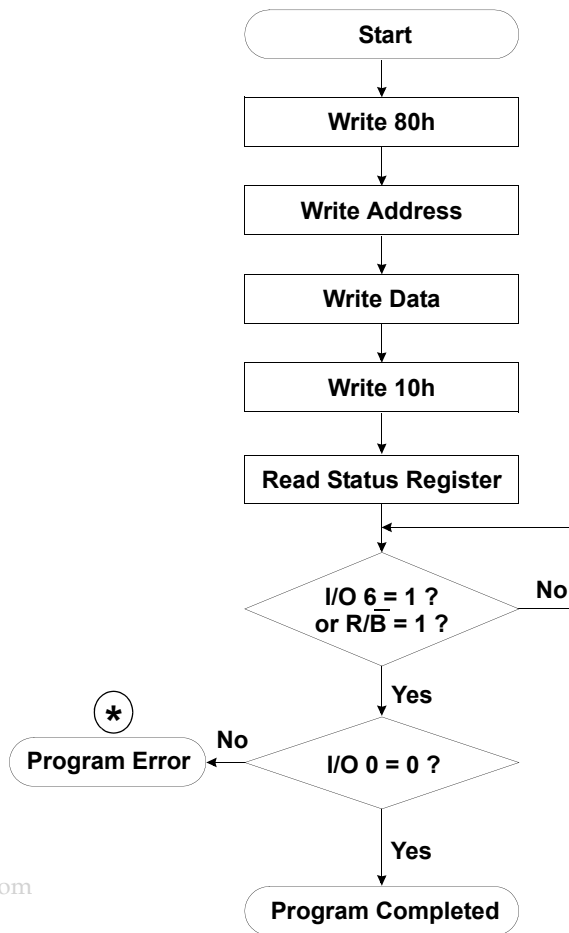 Start
Write 80h
Write Address
Write Data
Write 10h
Read Status Register
I/O 6 = 1 ?
or R/B̅ = 1 ?
No
Yes
*
No
Program Error
I/O 0 = 0 ?
Yes
om
Program Completed